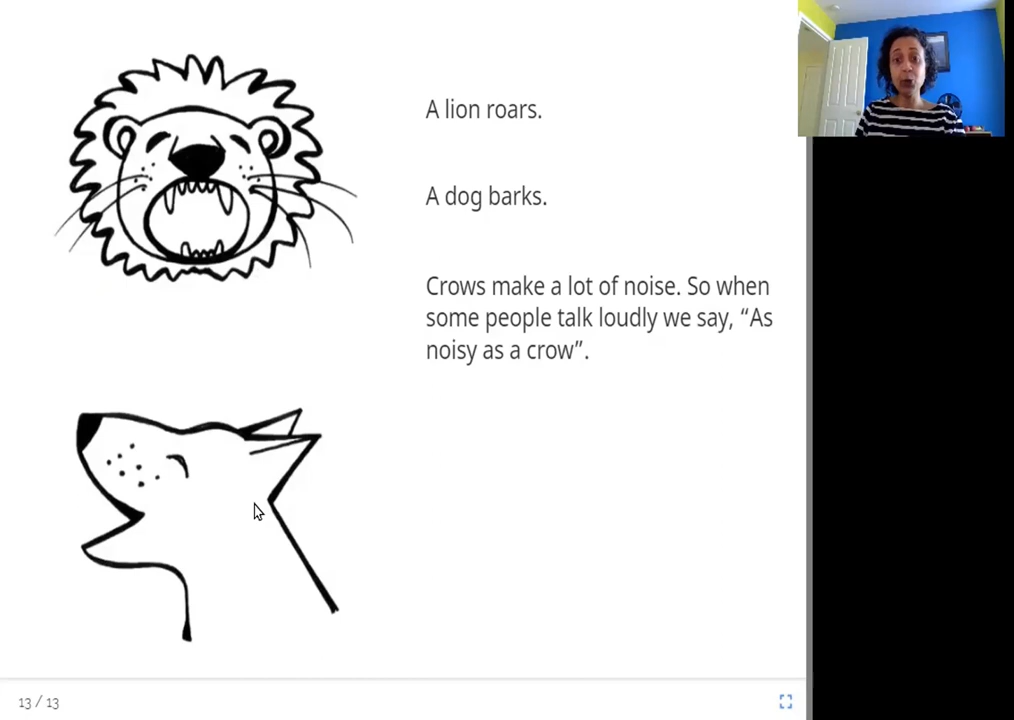 A lion roars.
A dog barks.
Crows make a lot of noise. So when
some people talk loudly we say, “As
noisy as a crow”.
13 / 13